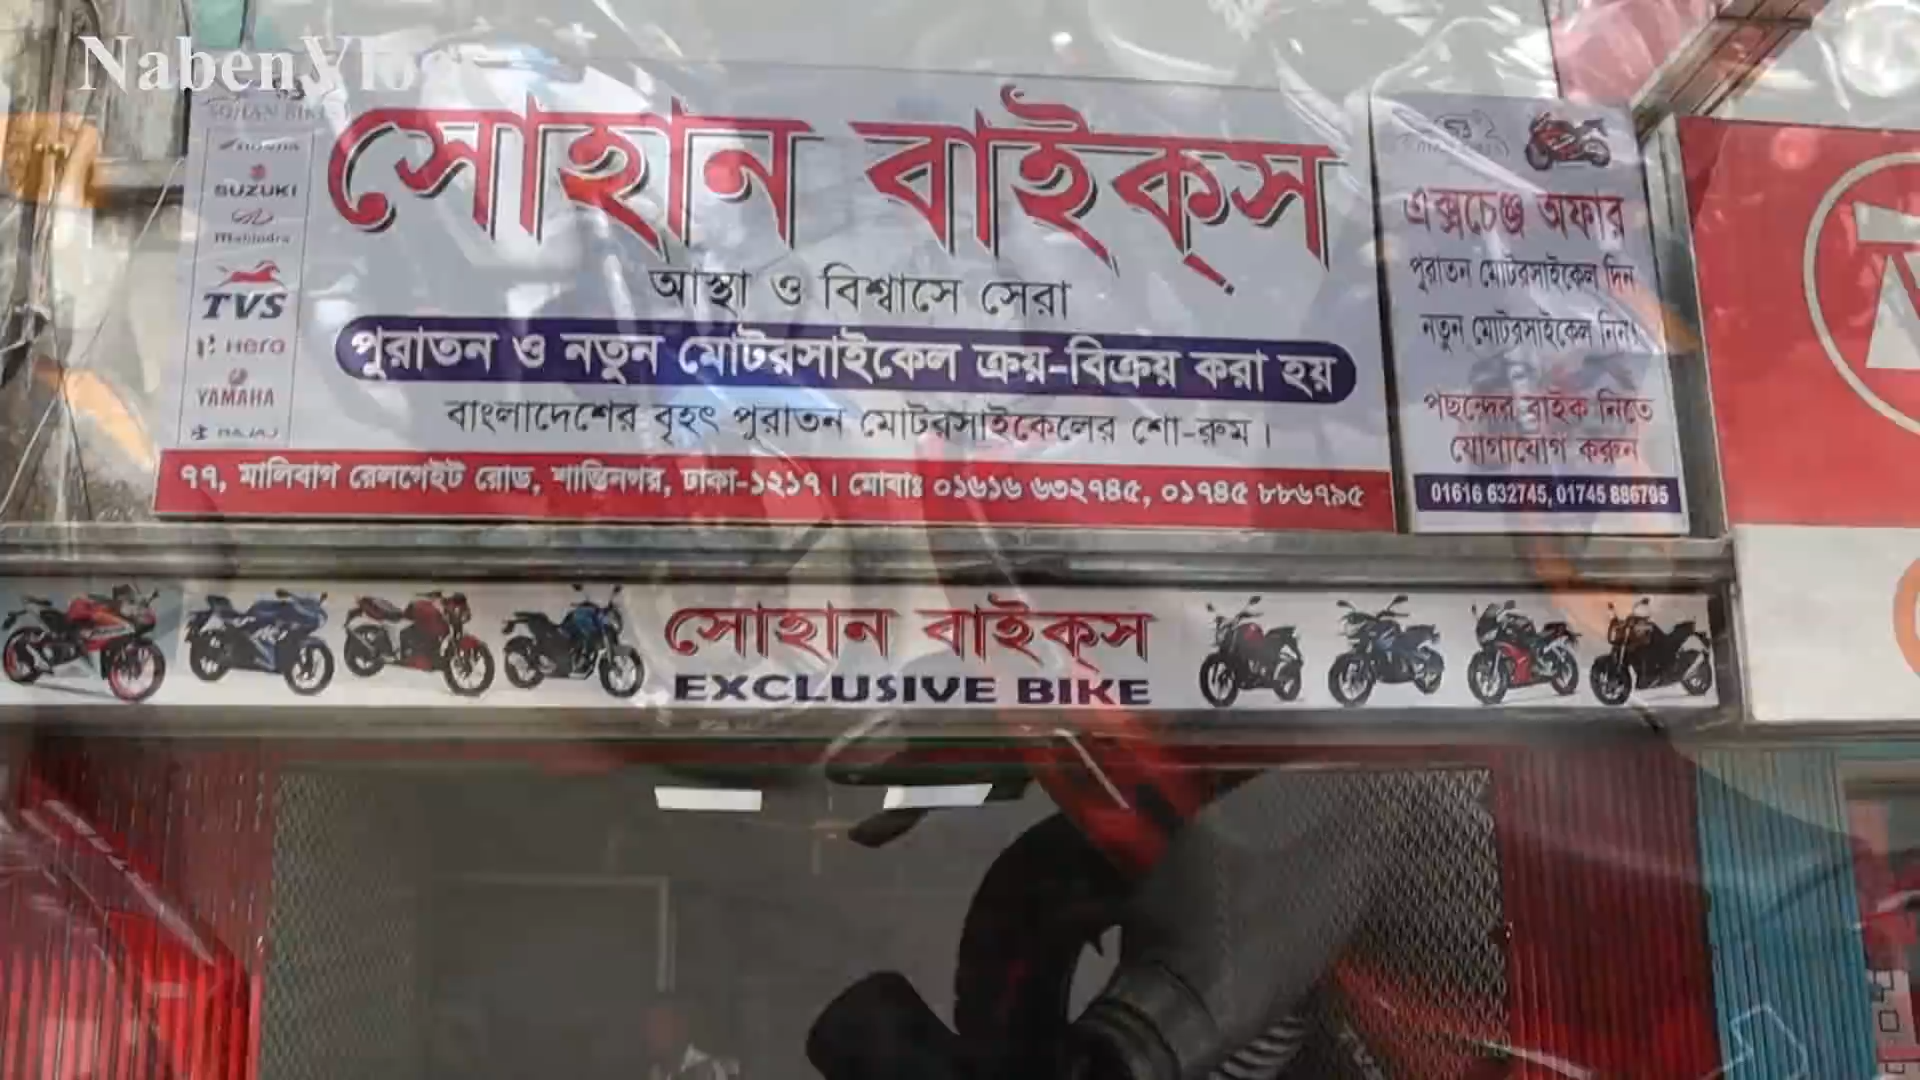 NabenVlog
SOHAN BIKES
HONDA
SUZUKI
Mahindra
TVS
Hero
YAMAHA
BAJAJ
সোহান বাইক্স
আস্থা ও বিশ্বাসে সেরা
পুরাতন ও নতুন মোটরসাইকেল ক্রয়-বিক্রয় করা হয়
বাংলাদেশের বৃহৎ পুরাতন মোটরসাইকেলের শো-রুম।
৭৭, মালিবাগ রেলগেইট রোড, শান্তিনগর, ঢাকা-১২১৭। মোবাঃ ০১৬১৬ ৬৩২৭৪৫, ০১৭৪৫ ৮৮৬৭৯৫
এক্সচেঞ্জ অফার
পুরাতন মোটরসাইকেল দিন
নতুন মোটরসাইকেল নিন
পছন্দের বাইক নিতে
যোগাযোগ করুন
01616 632745, 01745 886795
সোহান বাইক্স
EXCLUSIVE BIKE